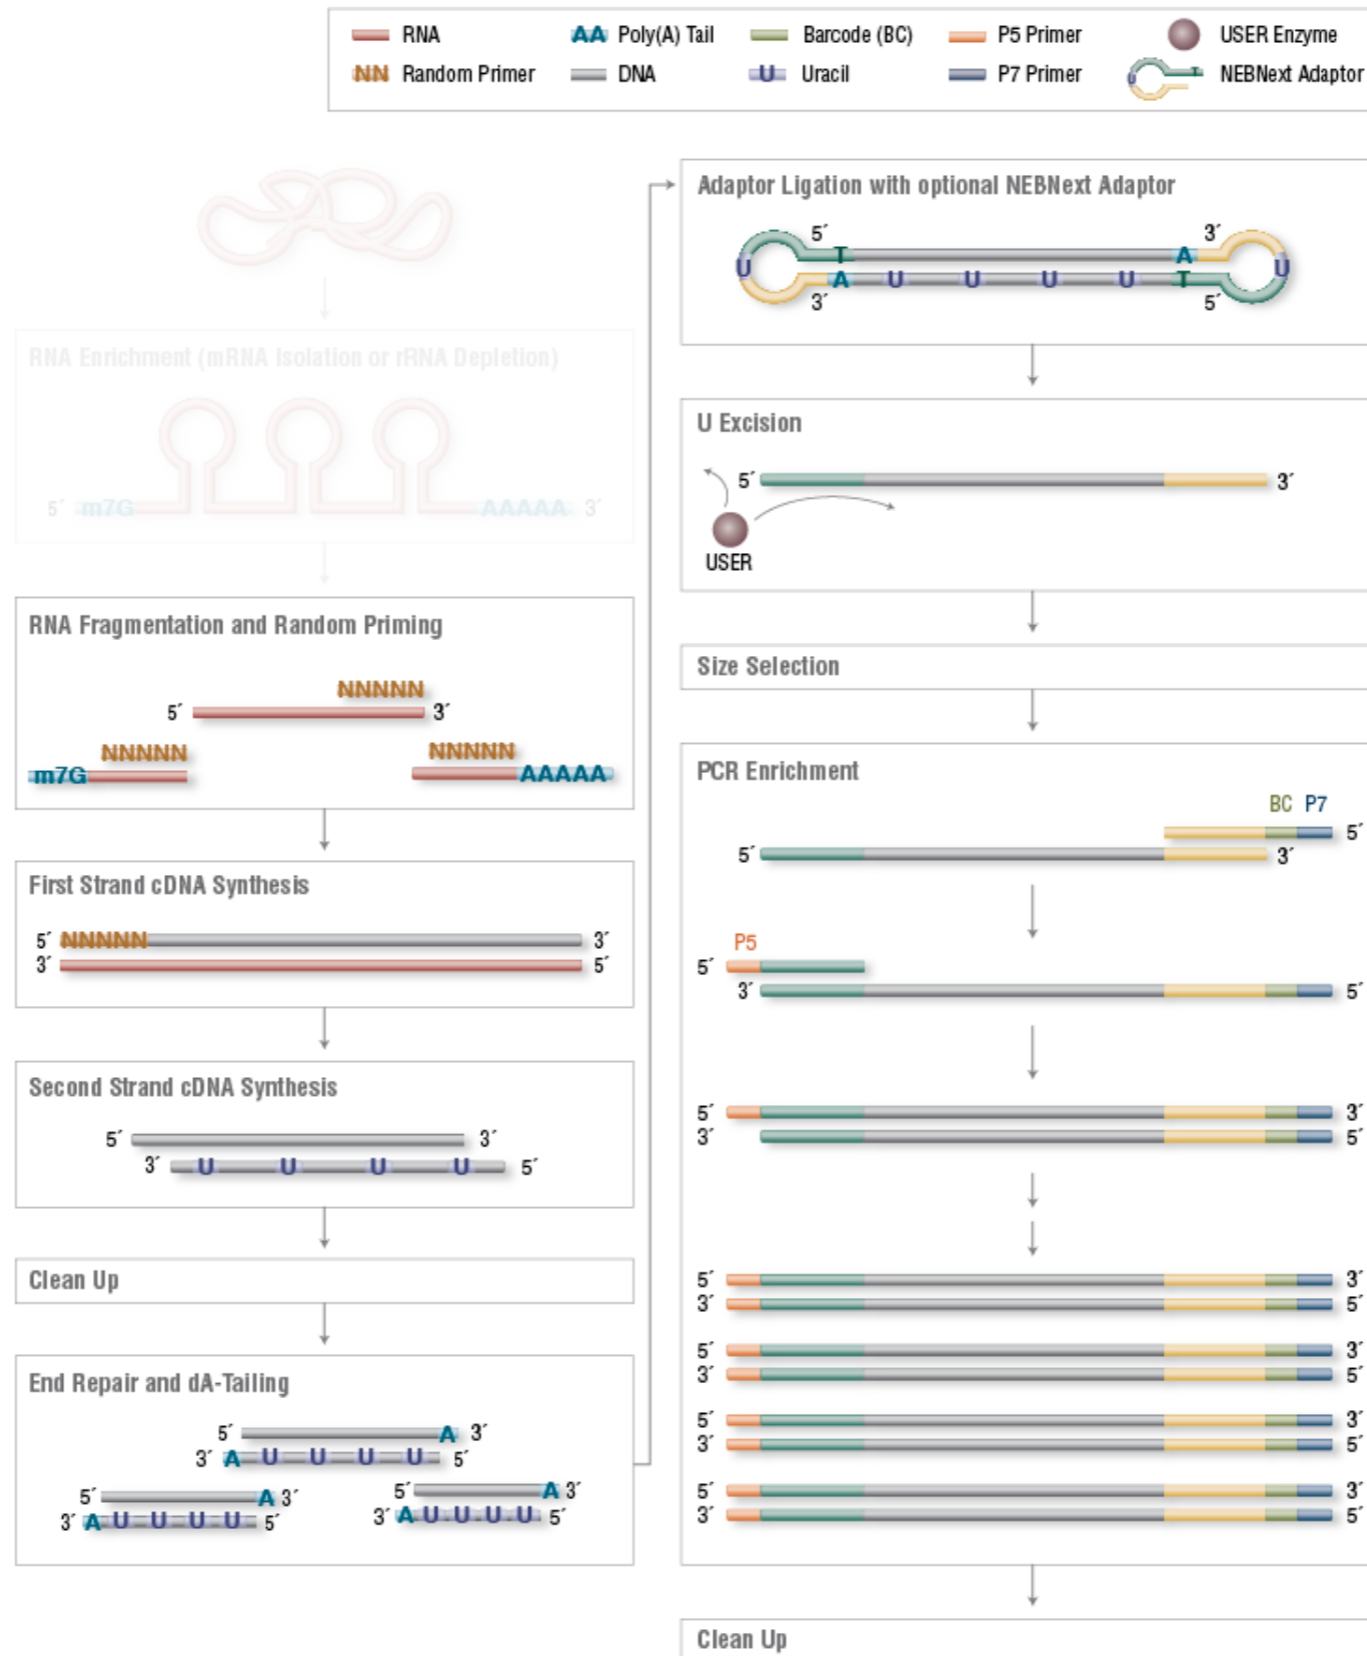 RNA AA Poly(A) Tail Barcode (BC) P5 Primer USER Enzyme
NN Random Primer DNA U Uracil P7 Primer U T NEBNext Adaptor
RNA Enrichment (mRNA Isolation or rRNA Depletion)
5´ m7G AAAAA 3´
RNA Fragmentation and Random Priming
NNNNN
5´ 3´
NNNNN NNNNN
m7G AAAAA
First Strand cDNA Synthesis
5´ NNNNN 3´
3´ 5´
Second Strand cDNA Synthesis
5´ 3´
3´ U U U U 5´
Clean Up
End Repair and dA-Tailing
5´ A 3´
3´ A U U U U 5´
5´ A 3´
3´ A U U U U 5´
5´ A 3´
3´ A U U U U 5´
Adaptor Ligation with optional NEBNext Adaptor
5´ 3´
T A
U U
A U U U U T
3´ 5´
U Excision
5´ 3´
USER
Size Selection
PCR Enrichment
BC P7
5´
5´ 3´
P5
5´
3´ 5´
5´ 3´
3´ 5´
5´ 3´
3´ 5´
5´ 3´
3´ 5´
5´ 3´
3´ 5´
5´ 3´
3´ 5´
Clean Up